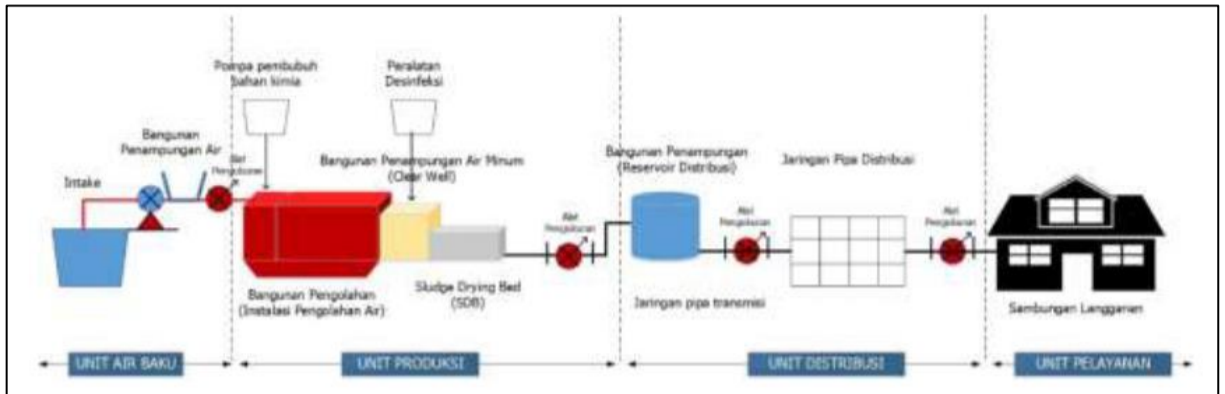 Pompa pembubuh
bahan kimia
Peralatan
Desinfeksi
Bangunan
Penampungan Air
Alat
Pengukuran
Intake
Bangunan Penampungan Air Minum
(Clear Well)
Bangunan Pengolahan
(Instalasi Pengolahan Air)
Sludge Drying Bed
(SDB)
Alat
Pengukuran
Bangunan Penampungan
(Reservoir Distribusi)
Jaringan Pipa Distribusi
Alat
Pengukuran
Alat
Pengukuran
Jaringan pipa transmisi
Sambungan Langganan
UNIT AIR BAKU
UNIT PRODUKSI
UNIT DISTRIBUSI
UNIT PELAYANAN